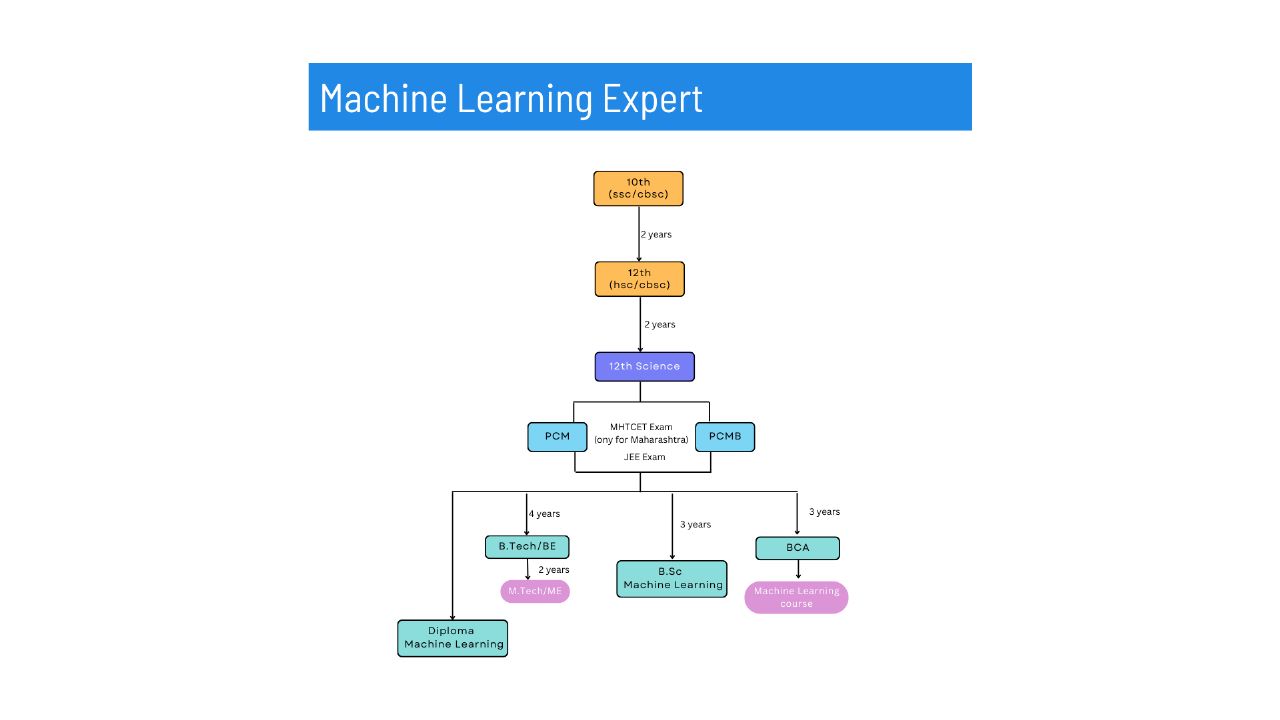 Machine Learning Expert
10th
(ssc/cbsc)
2 years
12th
(hsc/cbsc)
2 years
12th Science
PCM
MHTCET Exam
(ony for Maharashtra)
JEE Exam
PCMB
4 years
3 years
3 years
B.Tech/BE
BCA
2 years
B.Sc
Machine Learning
M.Tech/ME
Machine Learning
course
Diploma
Machine Learning